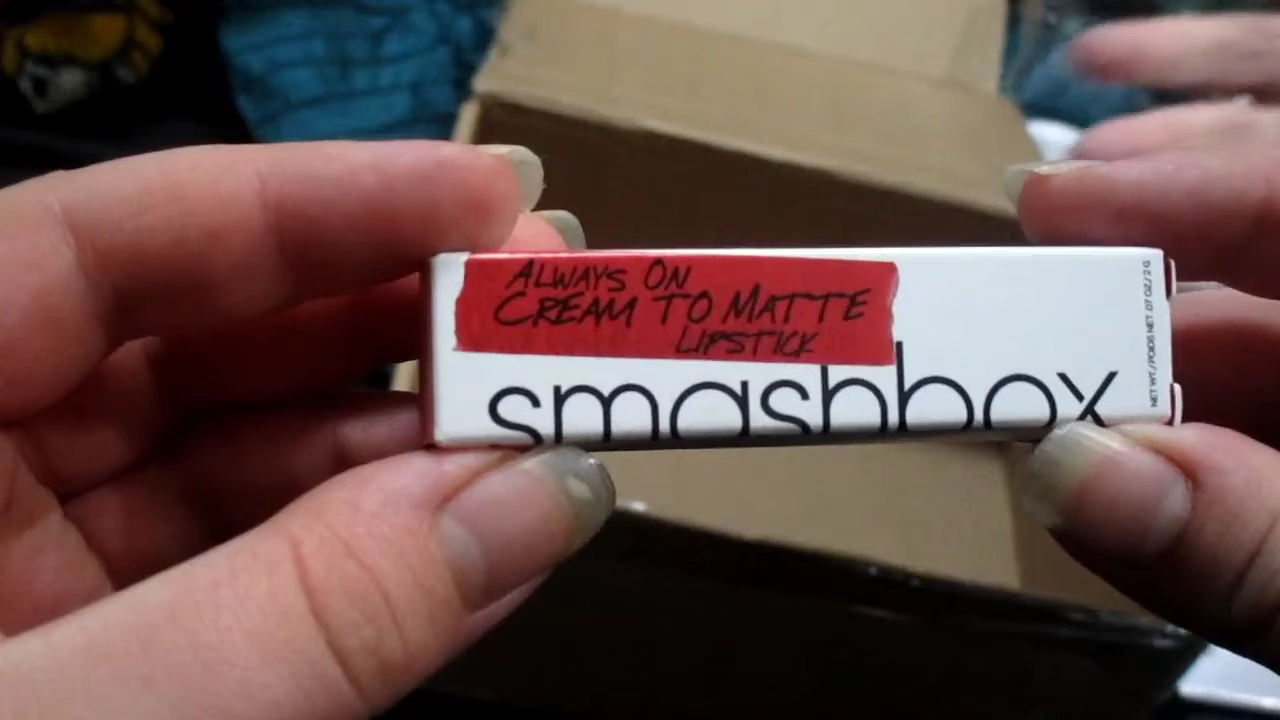 ALWAYS ON
CREAM TO MATTE
LIPSTICK
smashbox
NET WT./POIDS NET .07 OZ/2 G